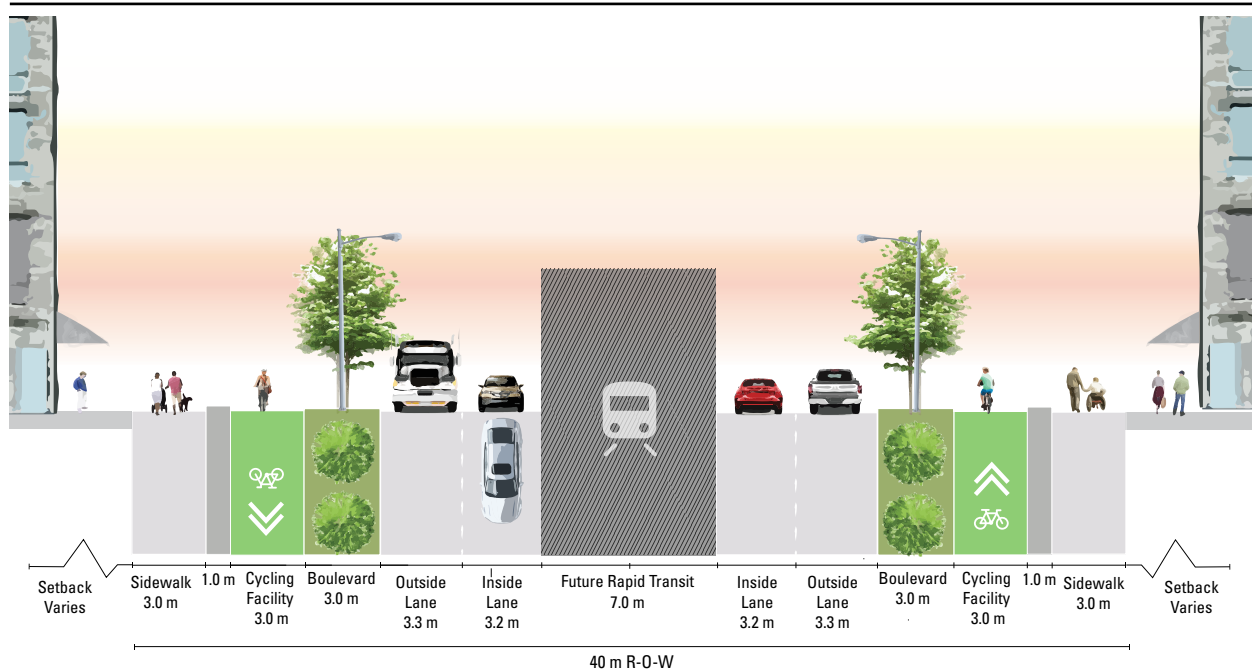 Setback
Varies
Sidewalk
3.0 m
1.0 m
Cycling
Facility
3.0 m
Boulevard
3.0 m
Outside
Lane
3.3 m
Inside
Lane
3.2 m
Future Rapid Transit
7.0 m
Inside
Lane
3.2 m
Outside
Lane
3.3 m
Boulevard
3.0 m
Cycling
Facility
3.0 m
1.0 m
Sidewalk
3.0 m
Setback
Varies
40 m R-O-W